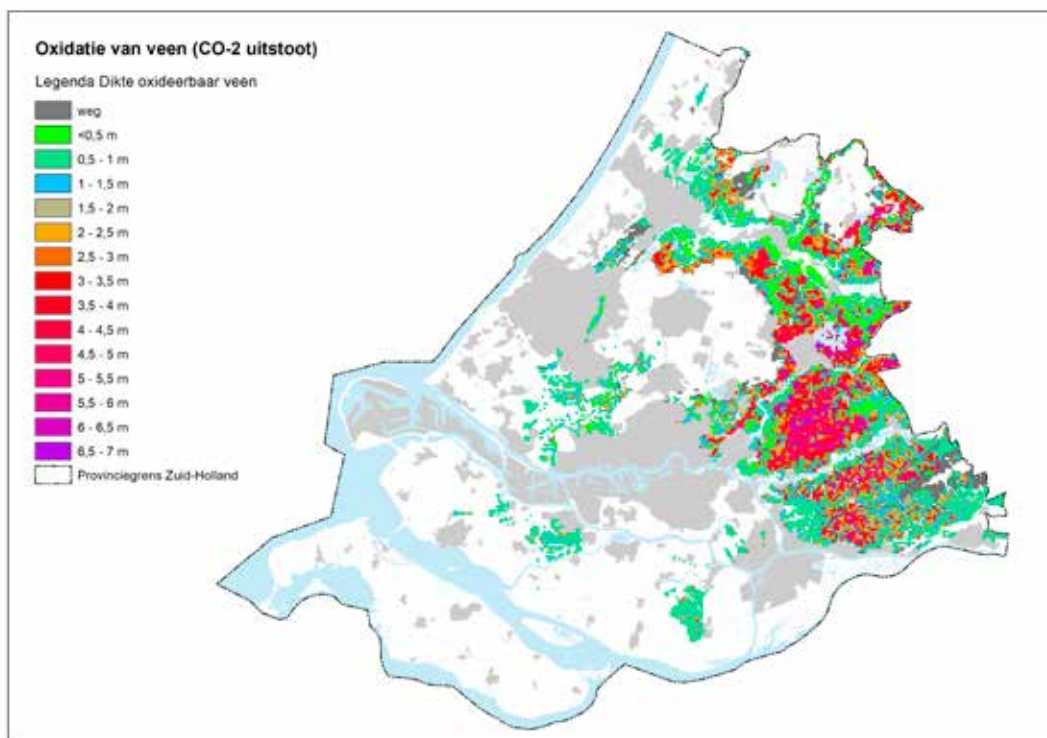 Oxidatie van veen (CO-2 uitstoot)
Legenda Dikte oxideerbaar veen
weg
<0,5 m
0,5 - 1 m
1 - 1,5 m
1,5 - 2 m
2 - 2,5 m
2,5 - 3 m
3 - 3,5 m
3,5 - 4 m
4 - 4,5 m
4,5 - 5 m
5 - 5,5 m
5,5 - 6 m
6 - 6,5 m
6,5 - 7 m
Provinciegrens Zuid-Holland